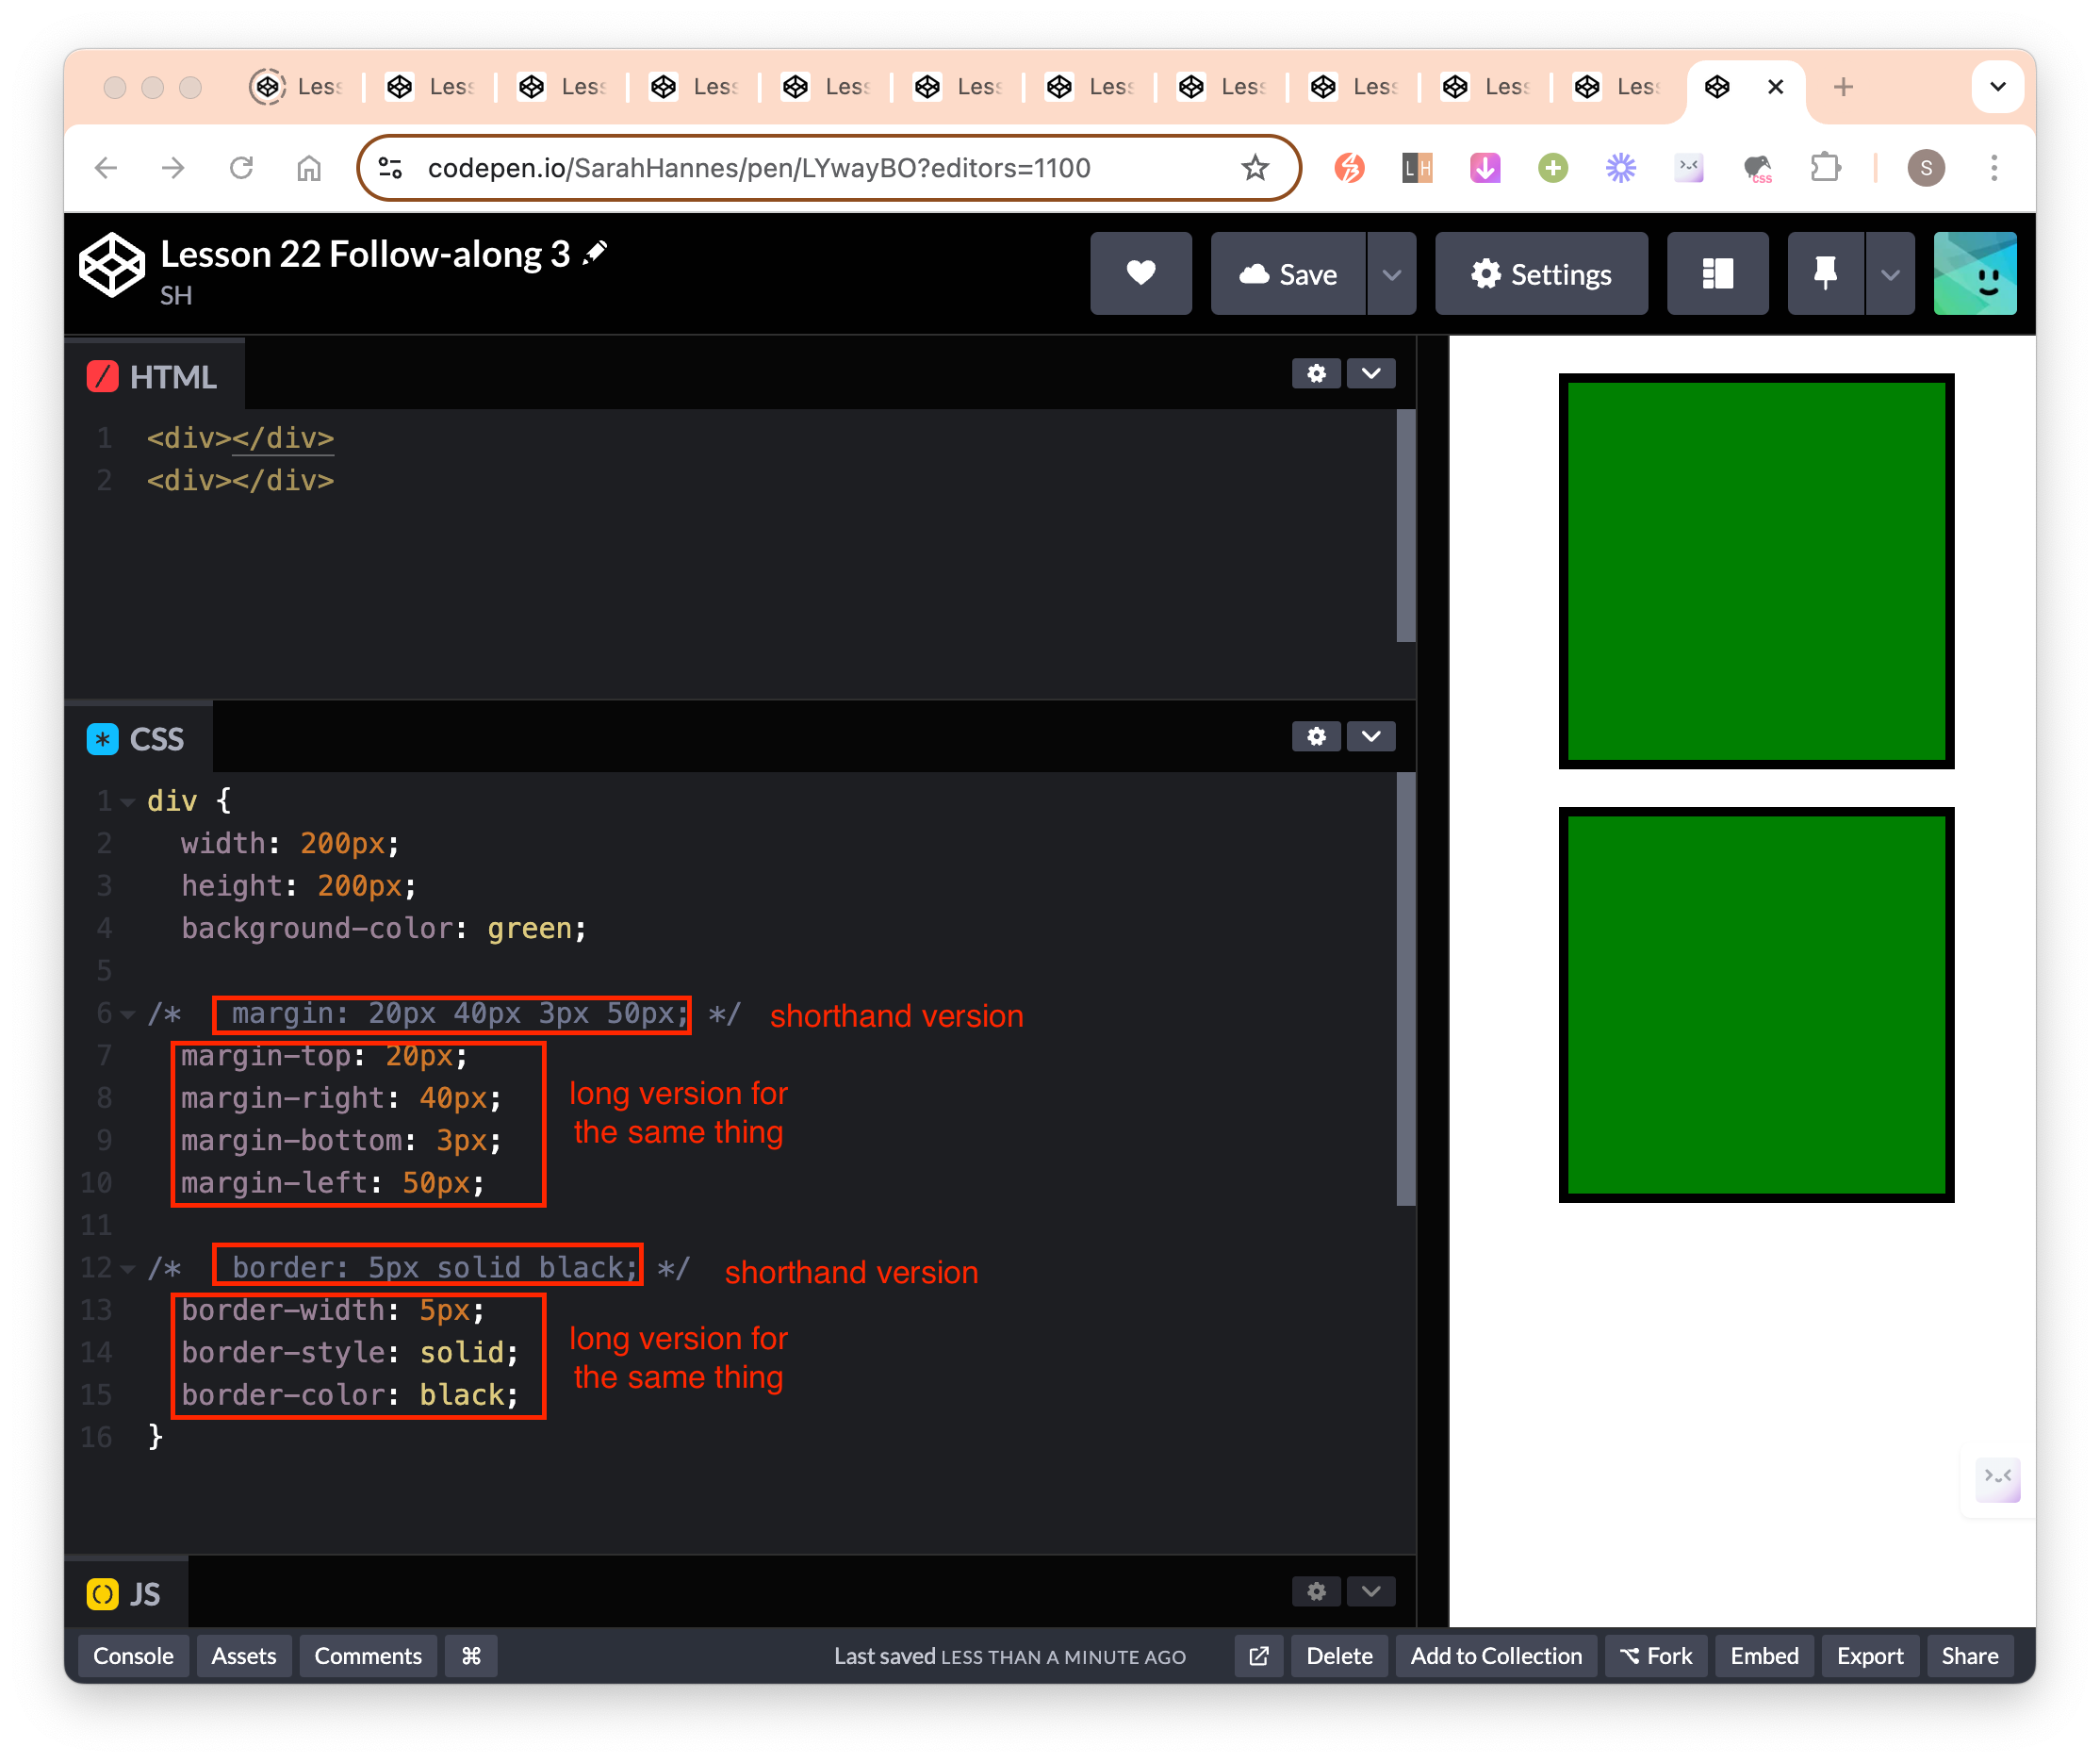 Less Less Less Less Less Less Less Less Less Less Less
codepen.io/SarahHannes/pen/LYwayBO?editors=1100
L H
css
S
Lesson 22 Follow-along 3
SH
Save
Settings
HTML
1 <div></div>
2 <div></div>
CSS
1 div {
2 width: 200px;
3 height: 200px;
4 background-color: green;
5
6 /* margin: 20px 40px 3px 50px; */ shorthand version
7 margin-top: 20px;
8 margin-right: 40px;
9 margin-bottom: 3px;
10 margin-left: 50px;
long version for
the same thing
11
12 /* border: 5px solid black; */ shorthand version
13 border-width: 5px;
14 border-style: solid;
15 border-color: black;
long version for
the same thing
16 }
JS
Console Assets Comments ⌘ Last saved LESS THAN A MINUTE AGO Delete Add to Collection Fork Embed Export Share